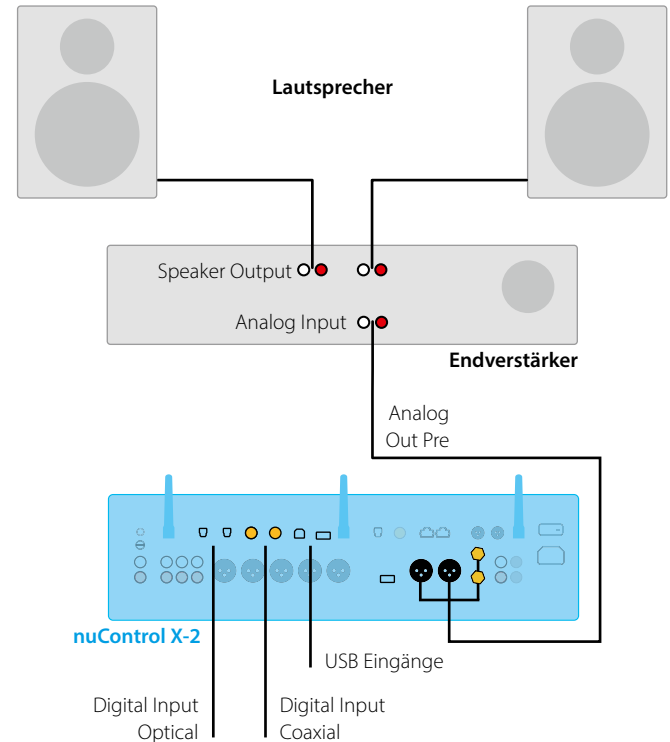 Lautsprecher
Speaker Output
Analog Input
Endverstärker
Analog
Out Pre
nuControl X-2
USB Eingänge
Digital Input
Optical
Digital Input
Coaxial